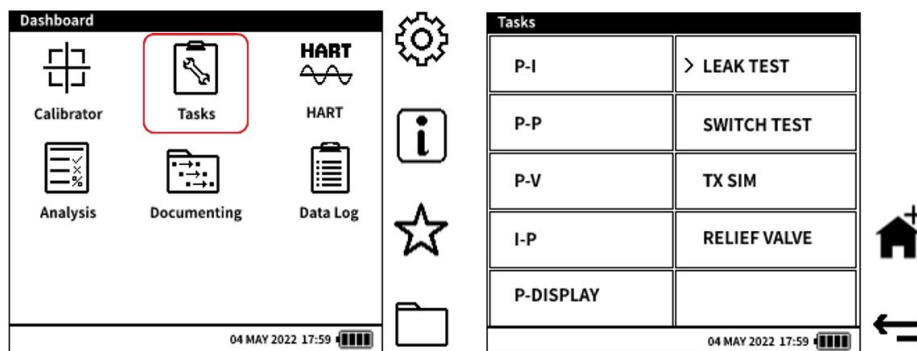 Dashboard
HART
Calibrator
Tasks
HART
Analysis
Documenting
Data Log
04 MAY 2022 17:59
i
Tasks
P-I
> LEAK TEST
P-P
SWITCH TEST
P-V
TX SIM
I-P
RELIEF VALVE
P-DISPLAY
04 MAY 2022 17:59